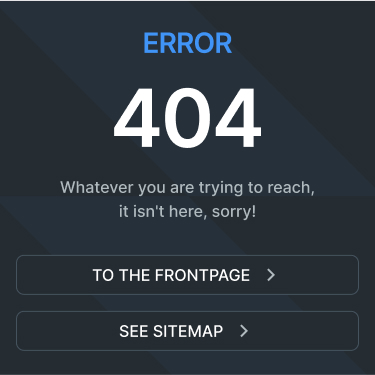 ERROR
404
Whatever you are trying to reach,
it isn't here, sorry!
TO THE FRONTPAGE
SEE SITEMAP